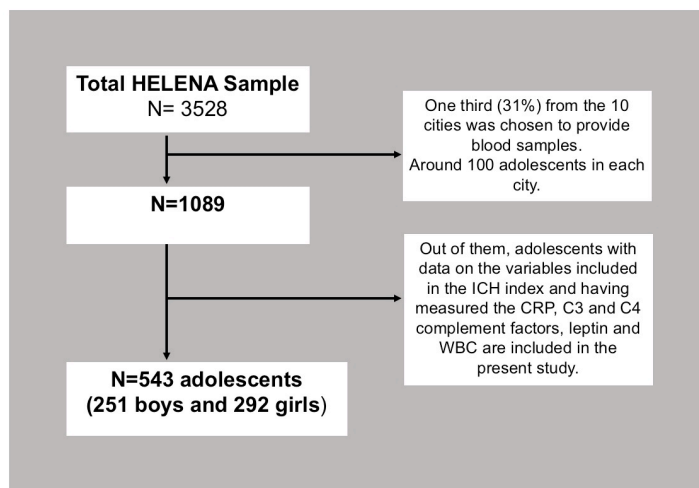 Total HELENA Sample
N= 3528
One third (31%) from the 10
cities was chosen to provide
blood samples.
Around 100 adolescents in each
city.
N=1089
Out of them, adolescents with
data on the variables included
in the ICH index and having
measured the CRP, C3 and C4
complement factors, leptin and
WBC are included in the
present study.
N=543 adolescents
(251 boys and 292 girls)